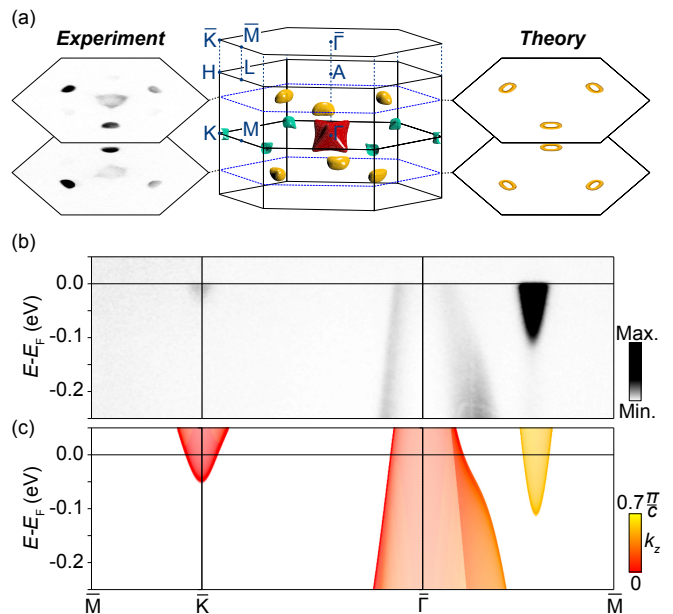 (a)
Experiment
Theory
K̄
M̄
Γ̄
H
L
A
K
M
Γ
(b)
E-E_F (eV)
0.0
-0.1
-0.2
Max.
Min.
(c)
E-E_F (eV)
0.0
-0.1
-0.2
0.7 π/c
k_z
0
M̄
K̄
Γ̄
M̄